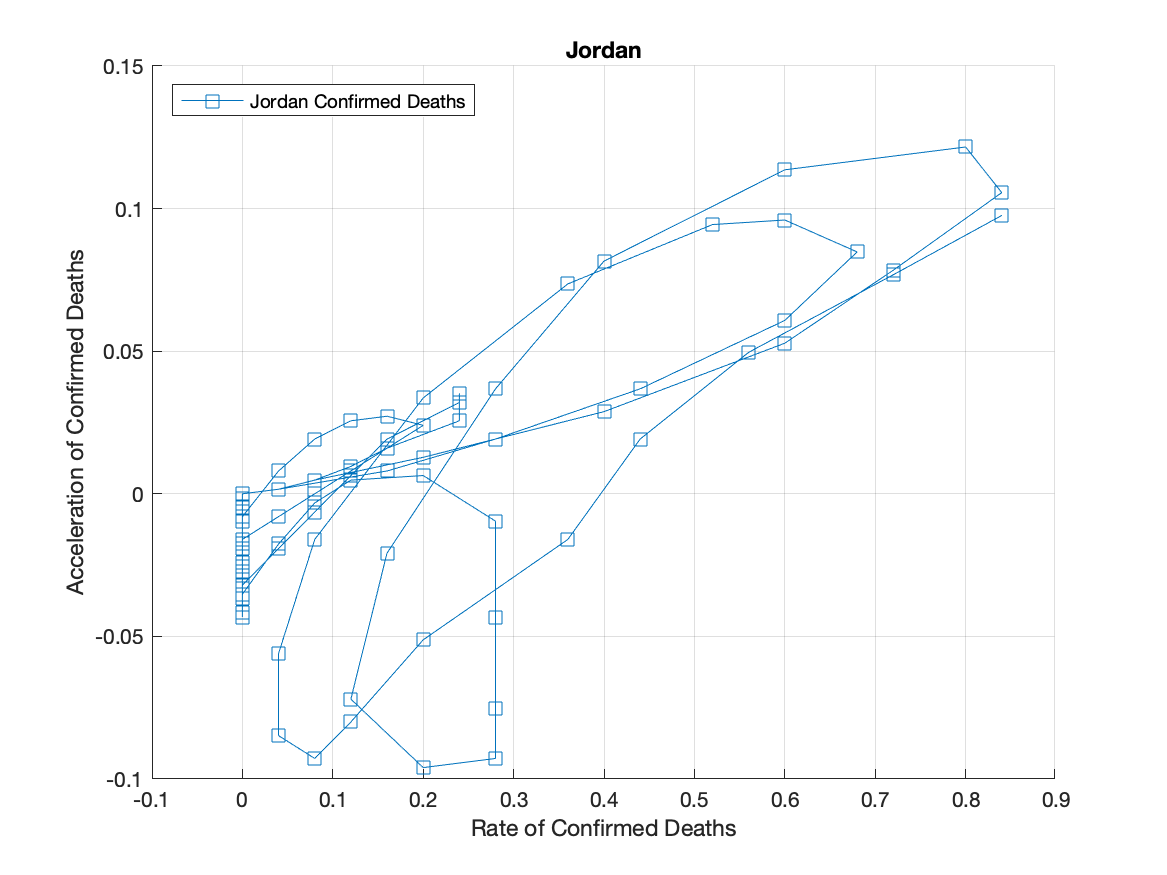 Jordan
0.15
Jordan Confirmed Deaths
0.1
0.05
0
-0.05
-0.1
Acceleration of Confirmed Deaths
-0.1 0 0.1 0.2 0.3 0.4 0.5 0.6 0.7 0.8 0.9
Rate of Confirmed Deaths